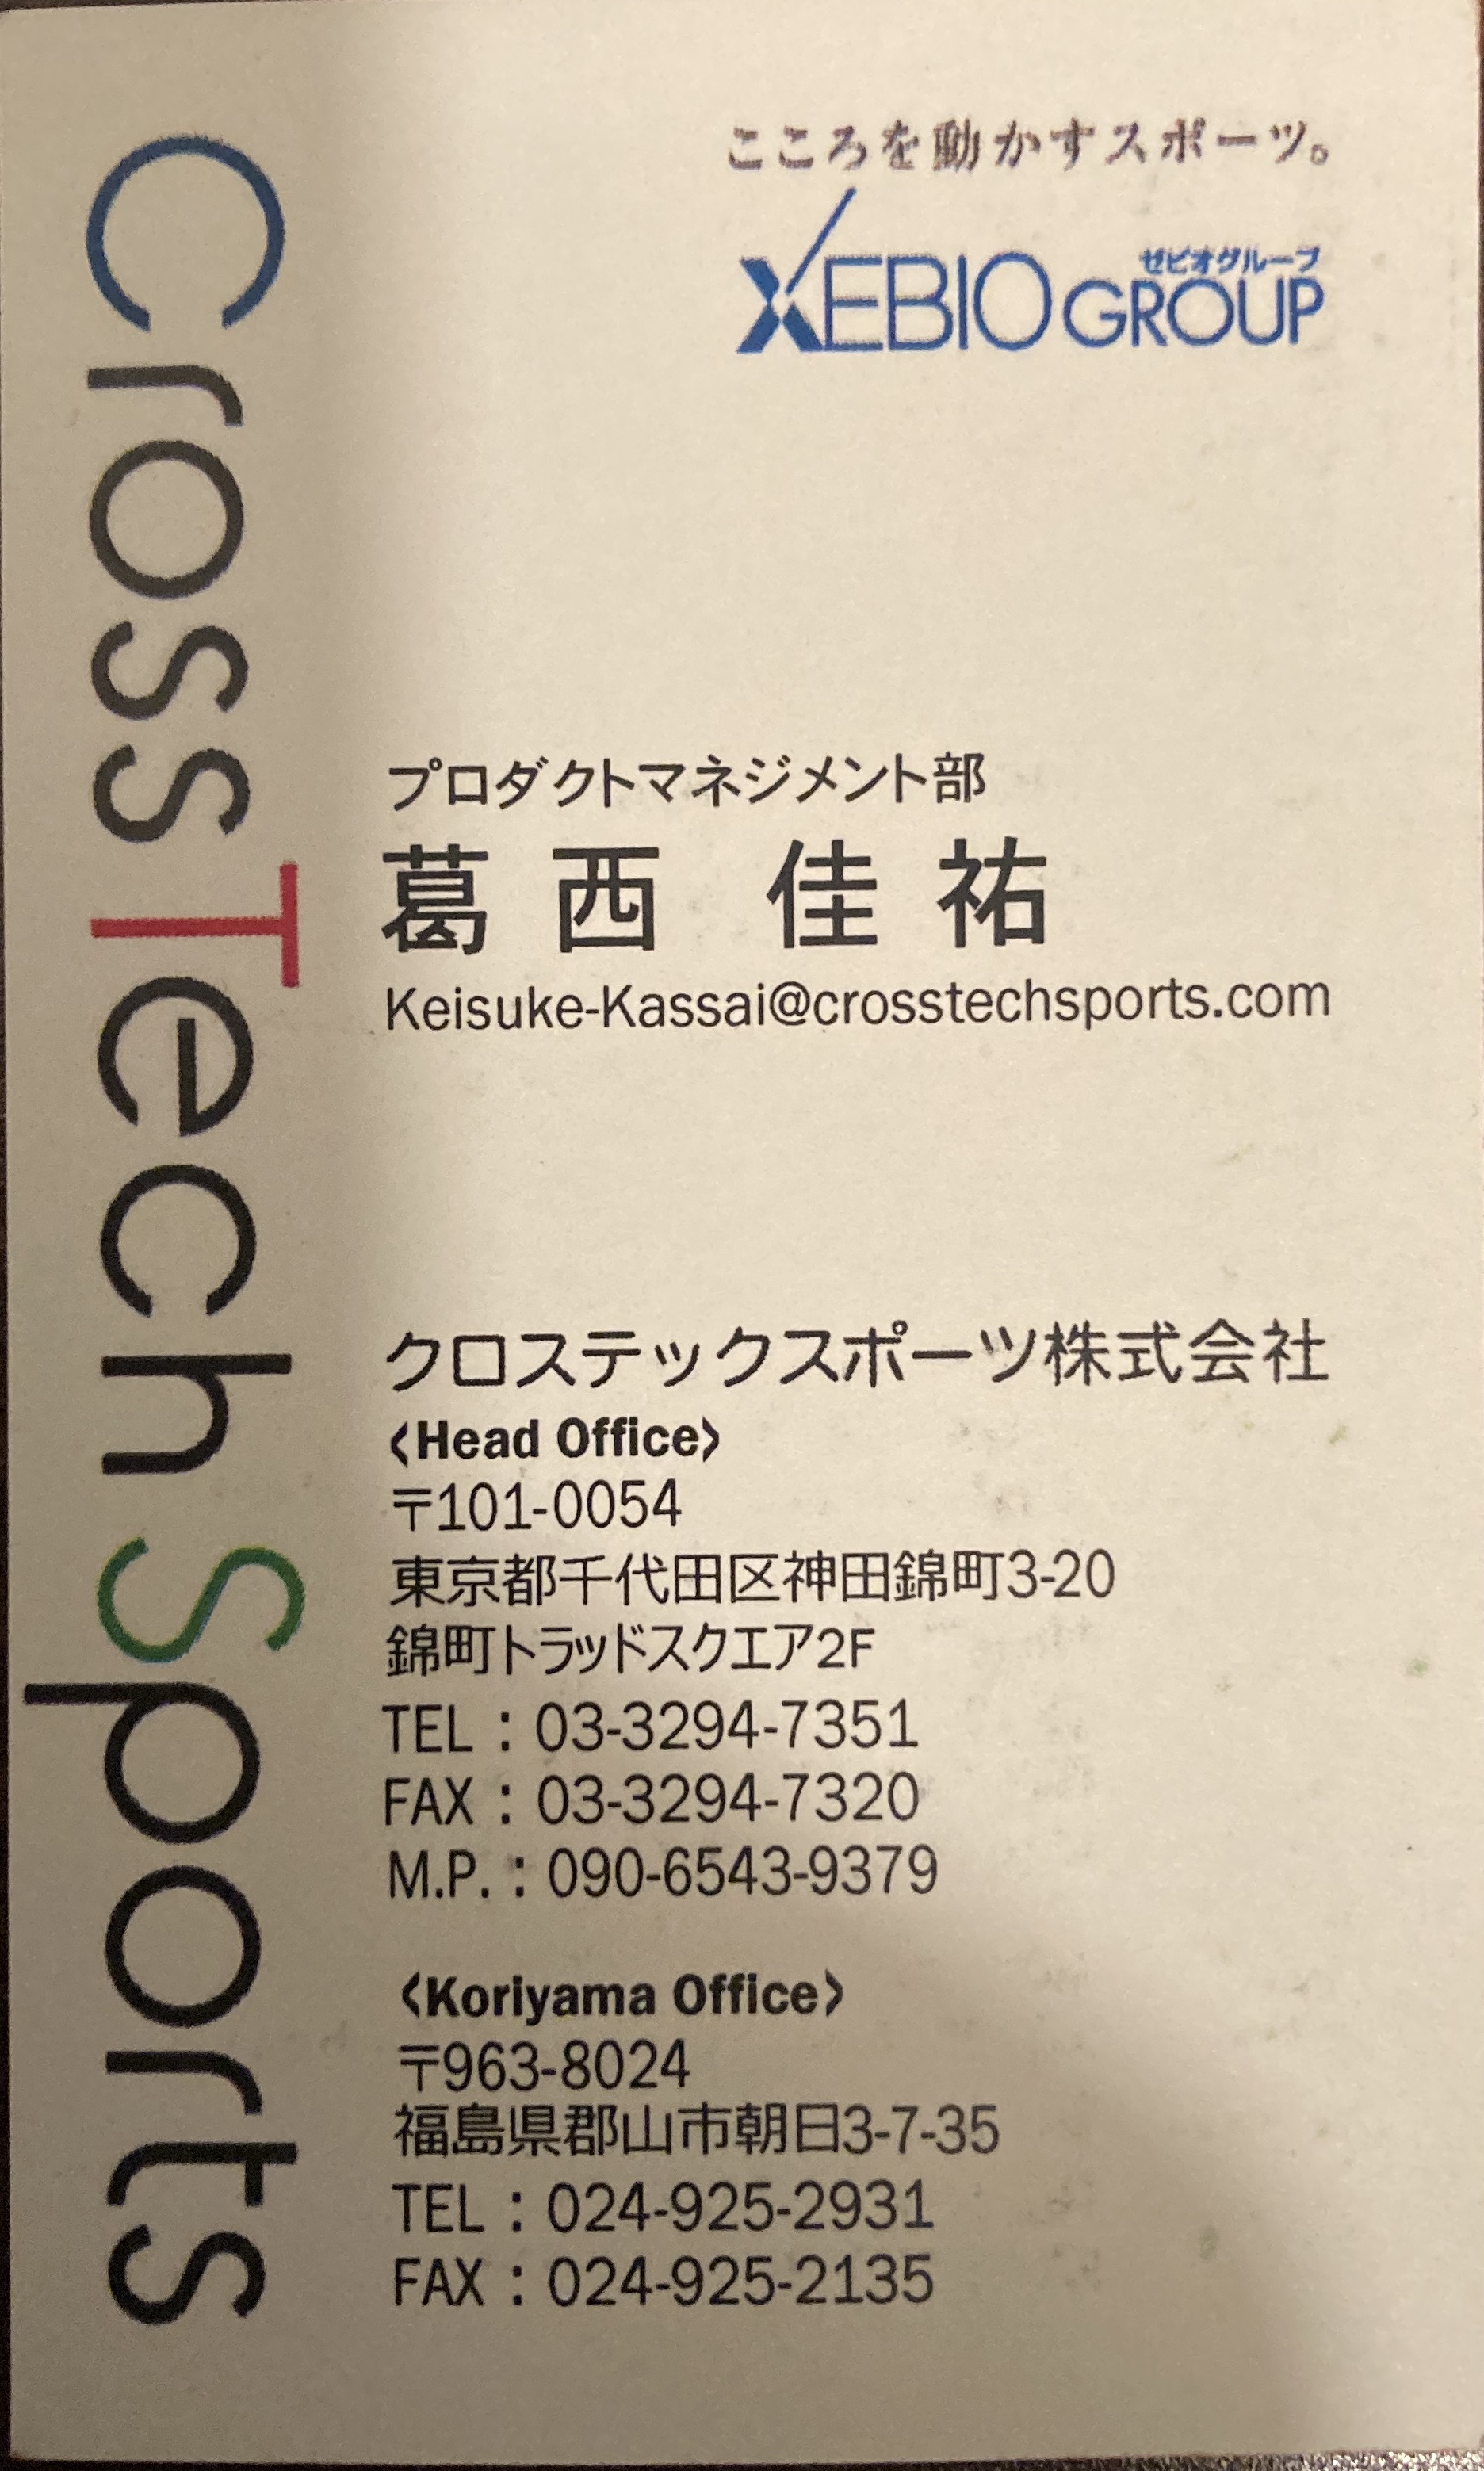 こころを動かすスポーツ。
ゼビオグループ
XEBIO GROUP
CrossTech Sports
プロダクトマネジメント部
葛西 佳祐
Keisuke-Kassai@crosstechsports.com
クロステックスポーツ株式会社
〈Head Office〉
〒101-0054
東京都千代田区神田錦町3-20
錦町トラッドスクエア2F
TEL：03-3294-7351
FAX：03-3294-7320
M.P.：090-6543-9379
〈Koriyama Office〉
〒963-8024
福島県郡山市朝日3-7-35
TEL：024-925-2931
FAX：024-925-2135